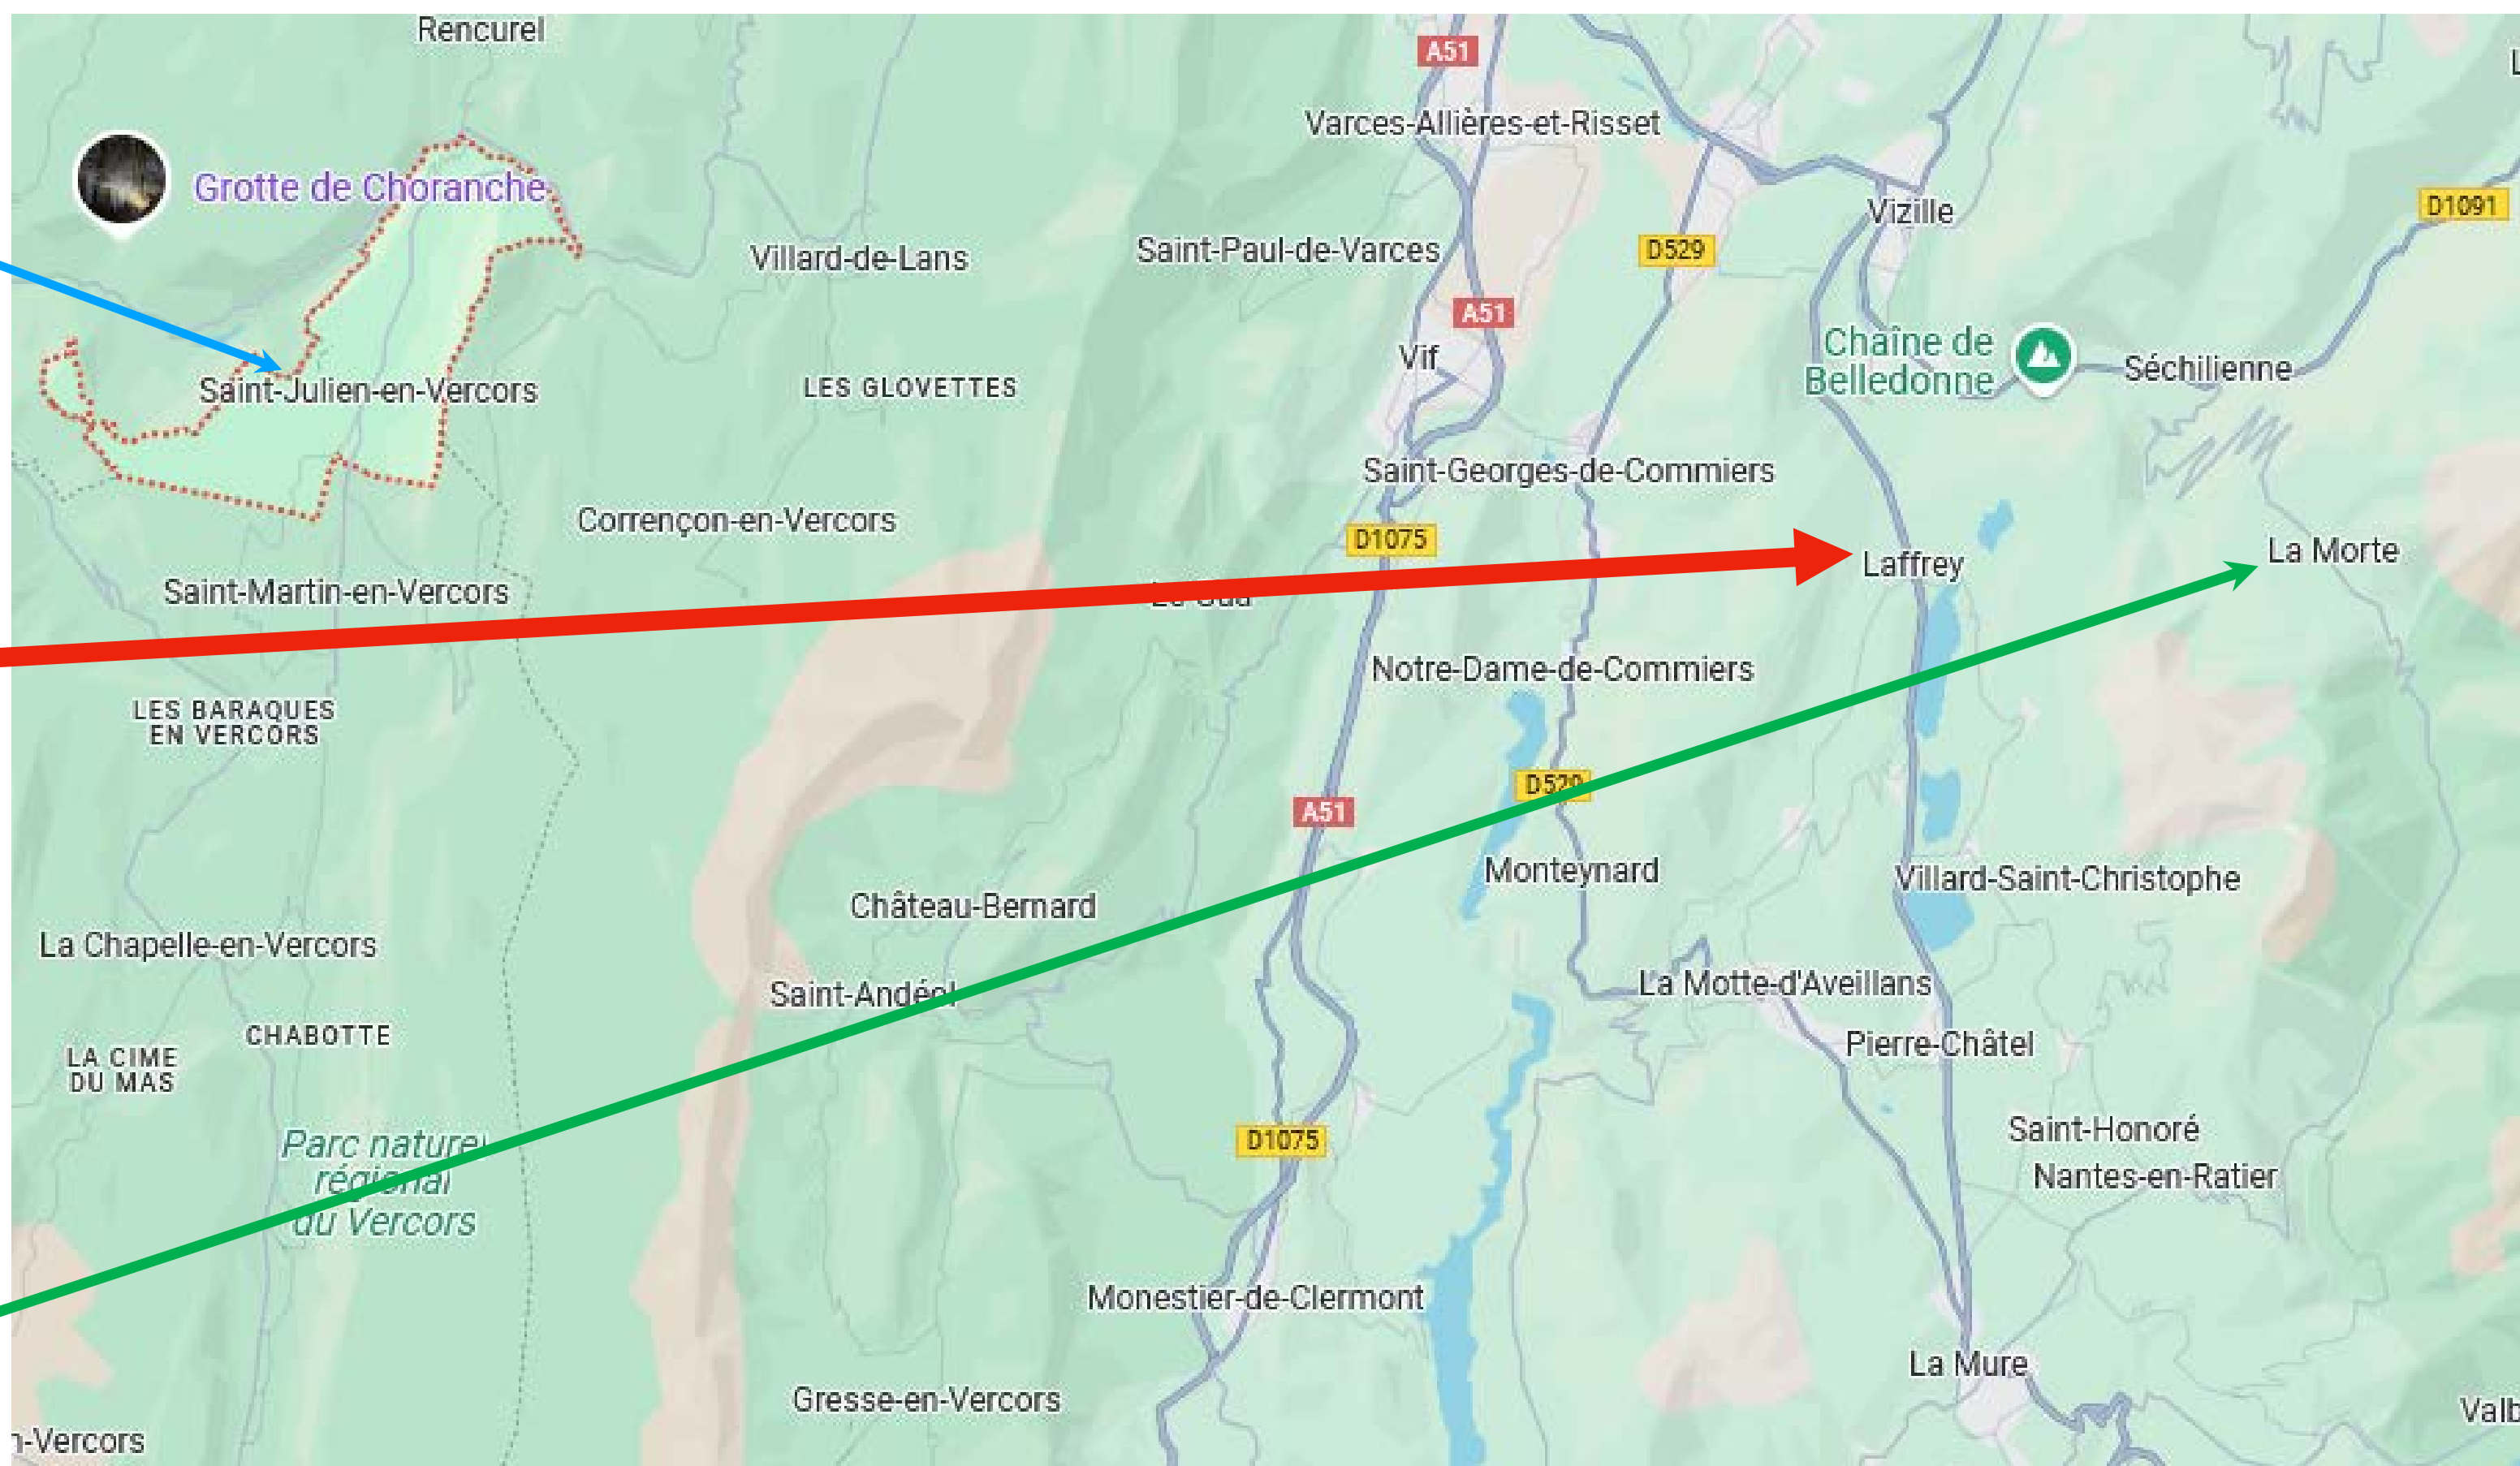 Rencurel
A51
L
Varces-Allières-et-Risset
Grotte de Choranche
D1091
Vizille
Villard-de-Lans
Saint-Paul-de-Varces
D529
A51
Chaîne de
Belledonne
Vif
Séchilienne
Saint-Julien-en-Vercors
LES GLOVETTES
Saint-Georges-de-Commiers
Corrençon-en-Vercors
D1075
La Morte
Laffrey
Saint-Martin-en-Vercors
Notre-Dame-de-Commiers
LES BARAQUES
EN VERCORS
D529
A51
Monteynard
Villard-Saint-Christophe
Château-Bernard
La Chapelle-en-Vercors
La Motte-d'Aveillans
Saint-Andéol
CHABOTTE
Pierre-Châtel
LA CIME
DU MAS
Saint-Honoré
Parc naturel
régional
du Vercors
D1075
Nantes-en-Ratier
Monestier-de-Clermont
La Mure
Gresse-en-Vercors
Valb
n-Vercors